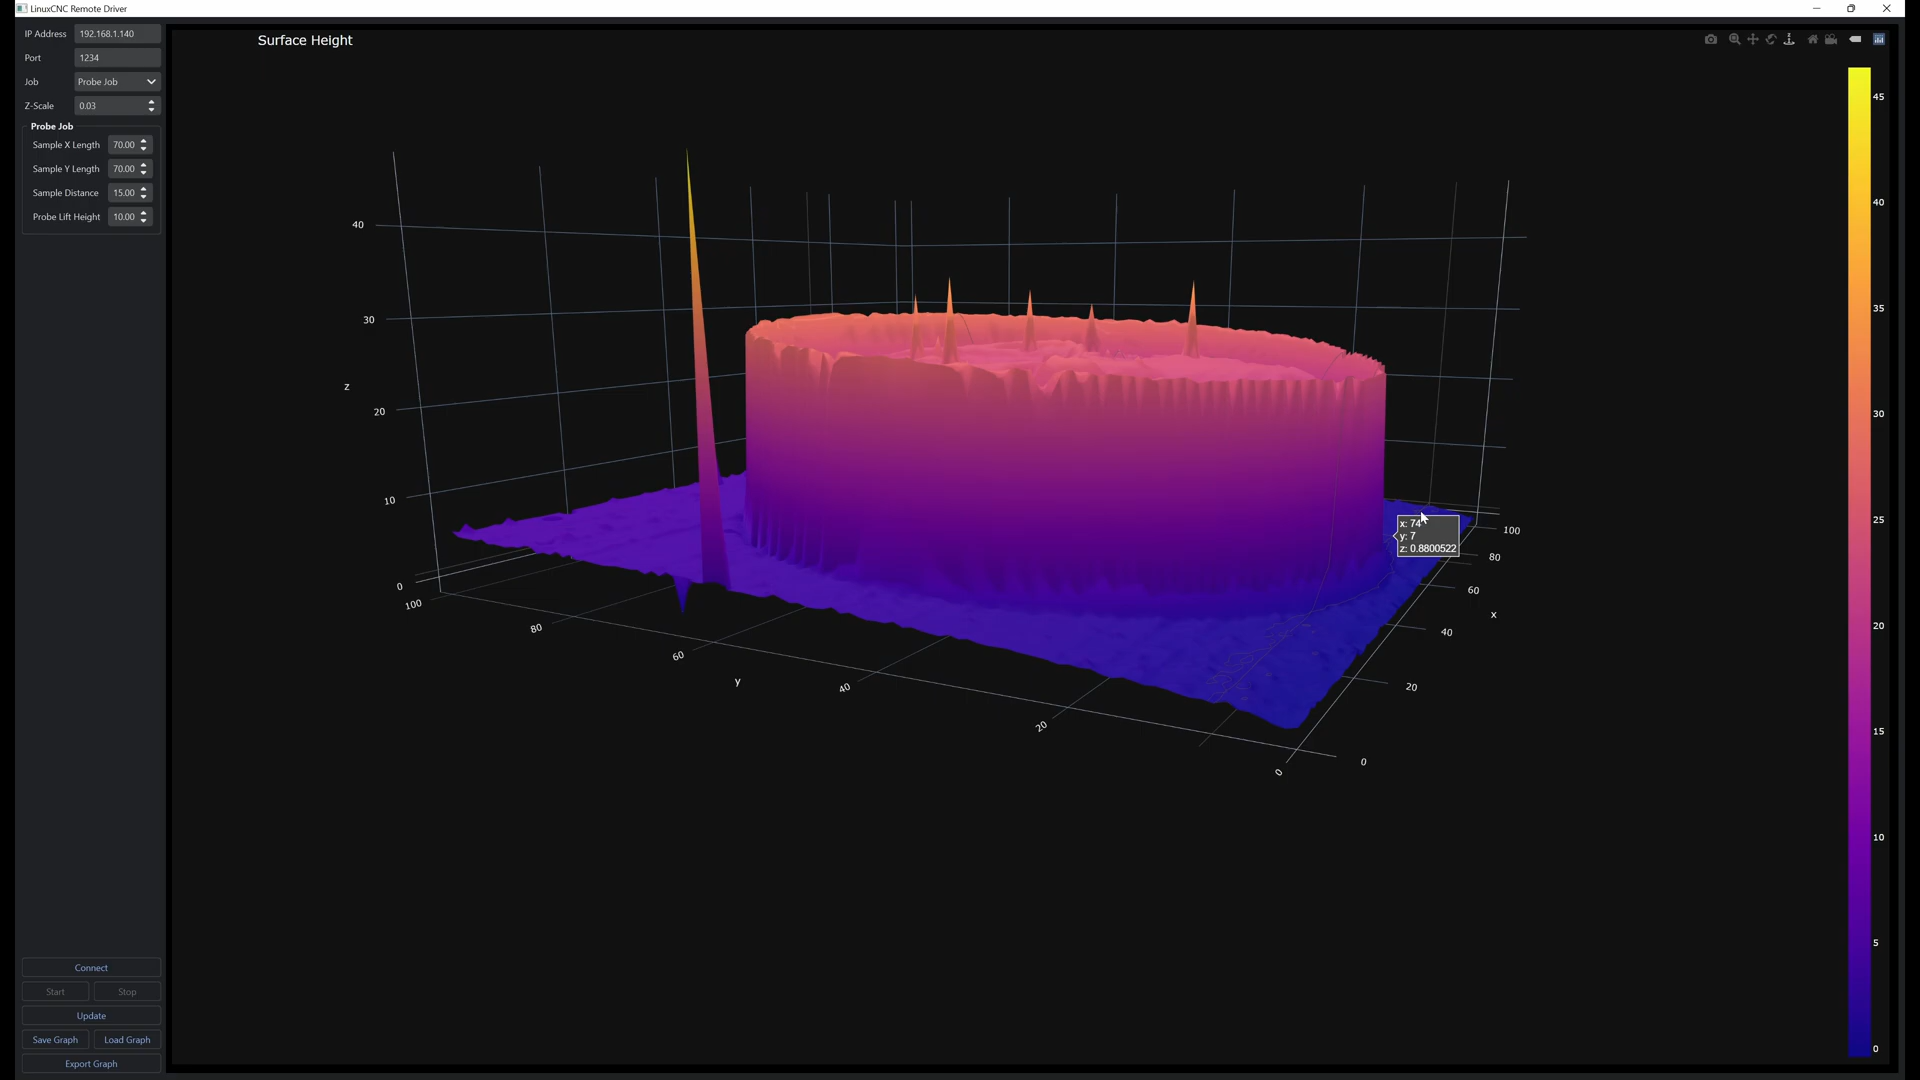 LinuxCNC Remote Driver
IP Address 192.168.1.140
Port 1234
Job Probe Job
Z-Scale 0.03
Probe Job
Sample X Length 70.00
Sample Y Length 70.00
Sample Distance 15.00
Probe Lift Height 10.00
Connect
Start Stop
Update
Save Graph Load Graph
Export Graph
Surface Height
40
30
z
20
10
0
100
80
60
y
40
20
0
0
20
40
x
60
80
100
x: 74
y: 7
z: 0.8800522
45
40
35
30
25
20
15
10
5
0